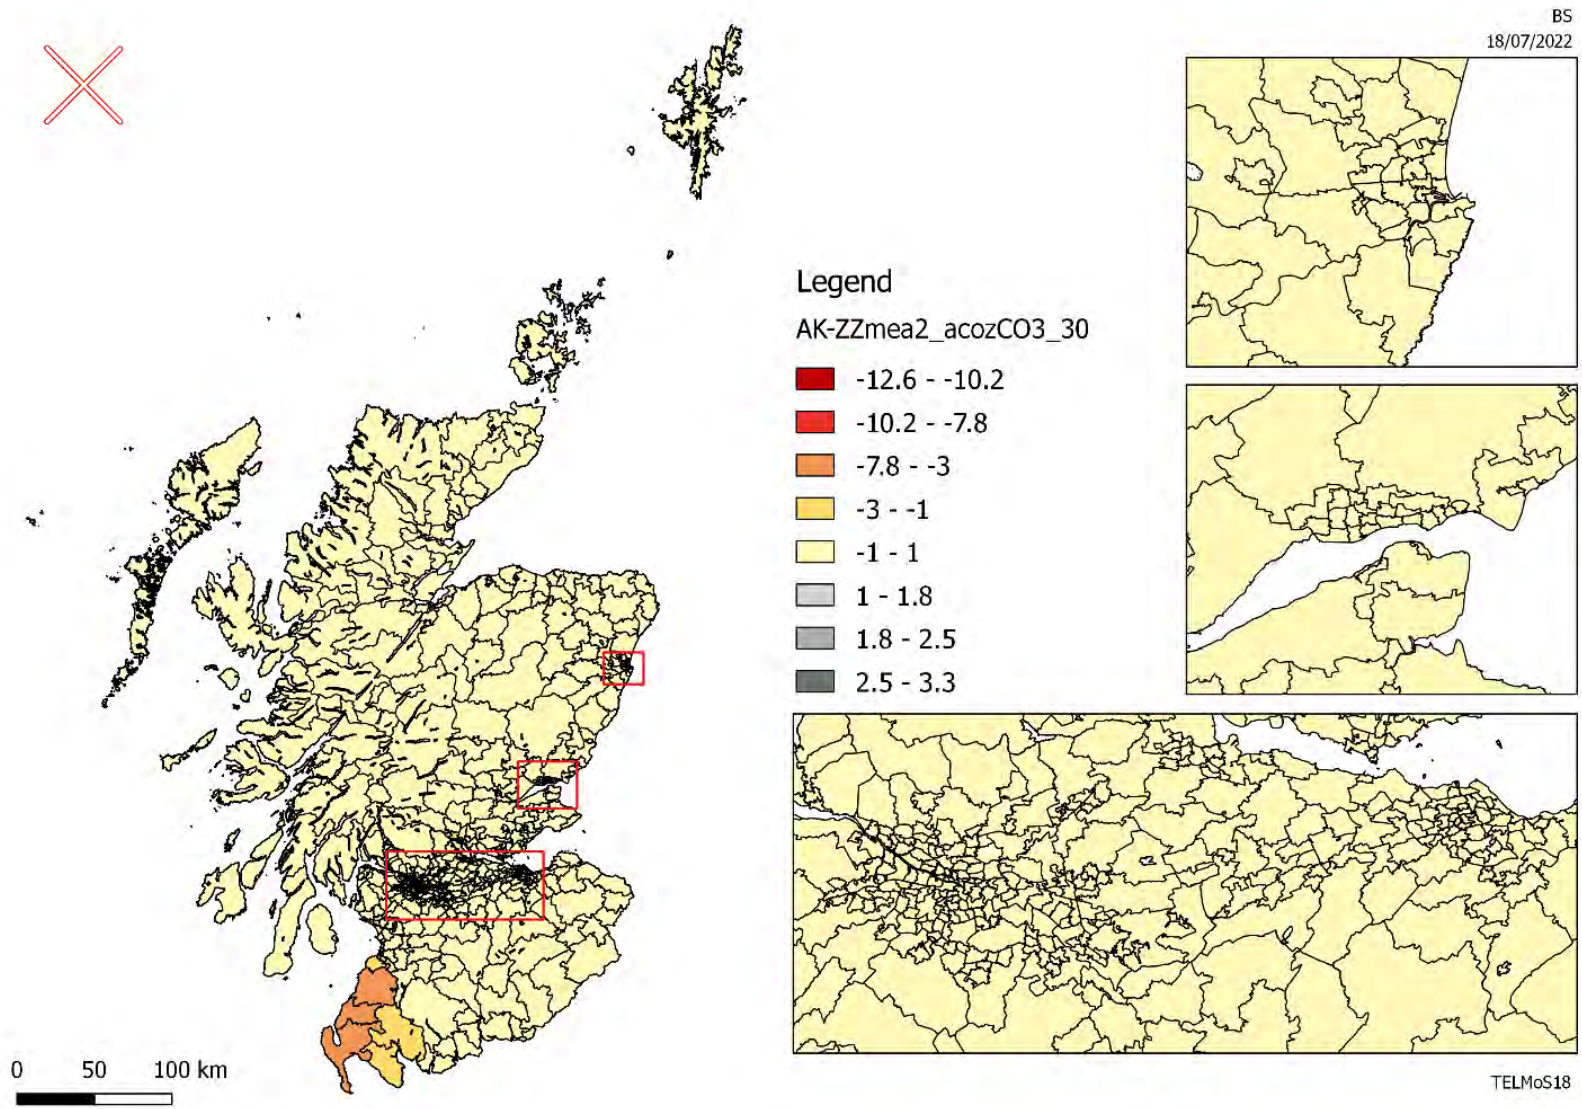 BS
18/07/2022
Legend
AK-ZZmea2_acozCO3_30
-12.6 - -10.2
-10.2 - -7.8
-7.8 - -3
-3 - -1
-1 - 1
1 - 1.8
1.8 - 2.5
2.5 - 3.3
0 50 100 km
TELMoS18